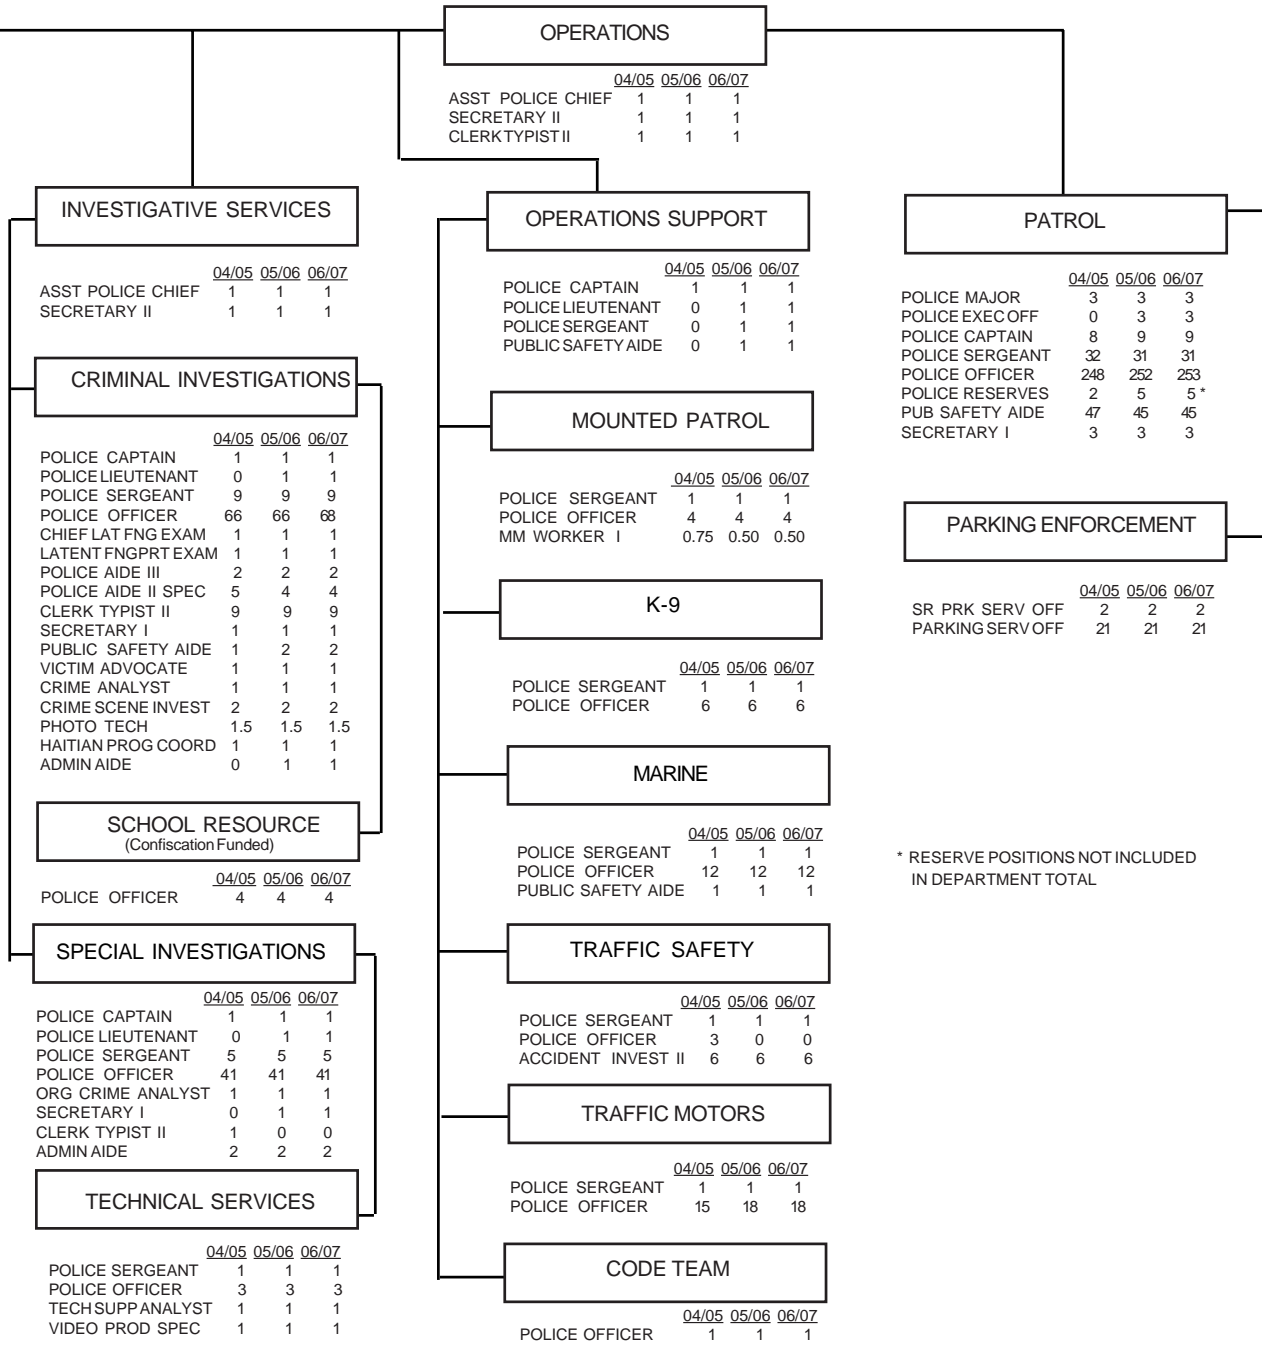 OPERATIONS
04/05 05/06 06/07
ASST POLICE CHIEF 1 1 1
SECRETARY II 1 1 1
CLERK TYPIST II 1 1 1
INVESTIGATIVE SERVICES
04/05 05/06 06/07
ASST POLICE CHIEF 1 1 1
SECRETARY II 1 1 1
CRIMINAL INVESTIGATIONS
04/05 05/06 06/07
POLICE CAPTAIN 1 1 1
POLICE LIEUTENANT 0 1 1
POLICE SERGEANT 9 9 9
POLICE OFFICER 66 66 68
CHIEF LAT FNG EXAM 1 1 1
LATENT FNGPRT EXAM 1 1 1
POLICE AIDE III 2 2 2
POLICE AIDE II SPEC 5 4 4
CLERK TYPIST II 9 9 9
SECRETARY I 1 1 1
PUBLIC SAFETY AIDE 1 2 2
VICTIM ADVOCATE 1 1 1
CRIME ANALYST 1 1 1
CRIME SCENE INVEST 2 2 2
PHOTO TECH 1.5 1.5 1.5
HAITIAN PROG COORD 1 1 1
ADMIN AIDE 0 1 1
SCHOOL RESOURCE
(Confiscation Funded)
04/05 05/06 06/07
POLICE OFFICER 4 4 4
SPECIAL INVESTIGATIONS
04/05 05/06 06/07
POLICE CAPTAIN 1 1 1
POLICE LIEUTENANT 0 1 1
POLICE SERGEANT 5 5 5
POLICE OFFICER 41 41 41
ORG CRIME ANALYST 1 1 1
SECRETARY I 0 1 1
CLERK TYPIST II 1 0 0
ADMIN AIDE 2 2 2
TECHNICAL SERVICES
04/05 05/06 06/07
POLICE SERGEANT 1 1 1
POLICE OFFICER 3 3 3
TECH SUPP ANALYST 1 1 1
VIDEO PROD SPEC 1 1 1
OPERATIONS SUPPORT
04/05 05/06 06/07
POLICE CAPTAIN 1 1 1
POLICE LIEUTENANT 0 1 1
POLICE SERGEANT 0 1 1
PUBLIC SAFETY AIDE 0 1 1
MOUNTED PATROL
04/05 05/06 06/07
POLICE SERGEANT 1 1 1
POLICE OFFICER 4 4 4
MM WORKER I 0.75 0.50 0.50
K-9
04/05 05/06 06/07
POLICE SERGEANT 1 1 1
POLICE OFFICER 6 6 6
MARINE
04/05 05/06 06/07
POLICE SERGEANT 1 1 1
POLICE OFFICER 12 12 12
PUBLIC SAFETY AIDE 1 1 1
TRAFFIC SAFETY
04/05 05/06 06/07
POLICE SERGEANT 1 1 1
POLICE OFFICER 3 0 0
ACCIDENT INVEST II 6 6 6
TRAFFIC MOTORS
04/05 05/06 06/07
POLICE SERGEANT 1 1 1
POLICE OFFICER 15 18 18
CODE TEAM
04/05 05/06 06/07
POLICE OFFICER 1 1 1
PATROL
04/05 05/06 06/07
POLICE MAJOR 3 3 3
POLICE EXEC OFF 0 3 3
POLICE CAPTAIN 8 9 9
POLICE SERGEANT 32 31 31
POLICE OFFICER 248 252 253
POLICE RESERVES 2 5 5 *
PUB SAFETY AIDE 47 45 45
SECRETARY I 3 3 3
PARKING ENFORCEMENT
04/05 05/06 06/07
SR PRK SERV OFF 2 2 2
PARKING SERV OFF 21 21 21
* RESERVE POSITIONS NOT INCLUDED
IN DEPARTMENT TOTAL